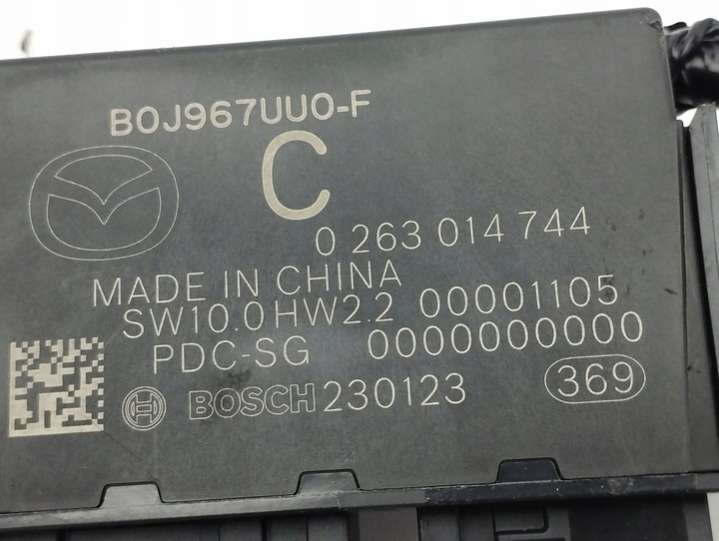 B0J967UU0-F
C
0 263 014 744
MADE IN CHINA
SW10.0 HW2.2 00001105
PDC-SG 0000000000
BOSCH 230123 369